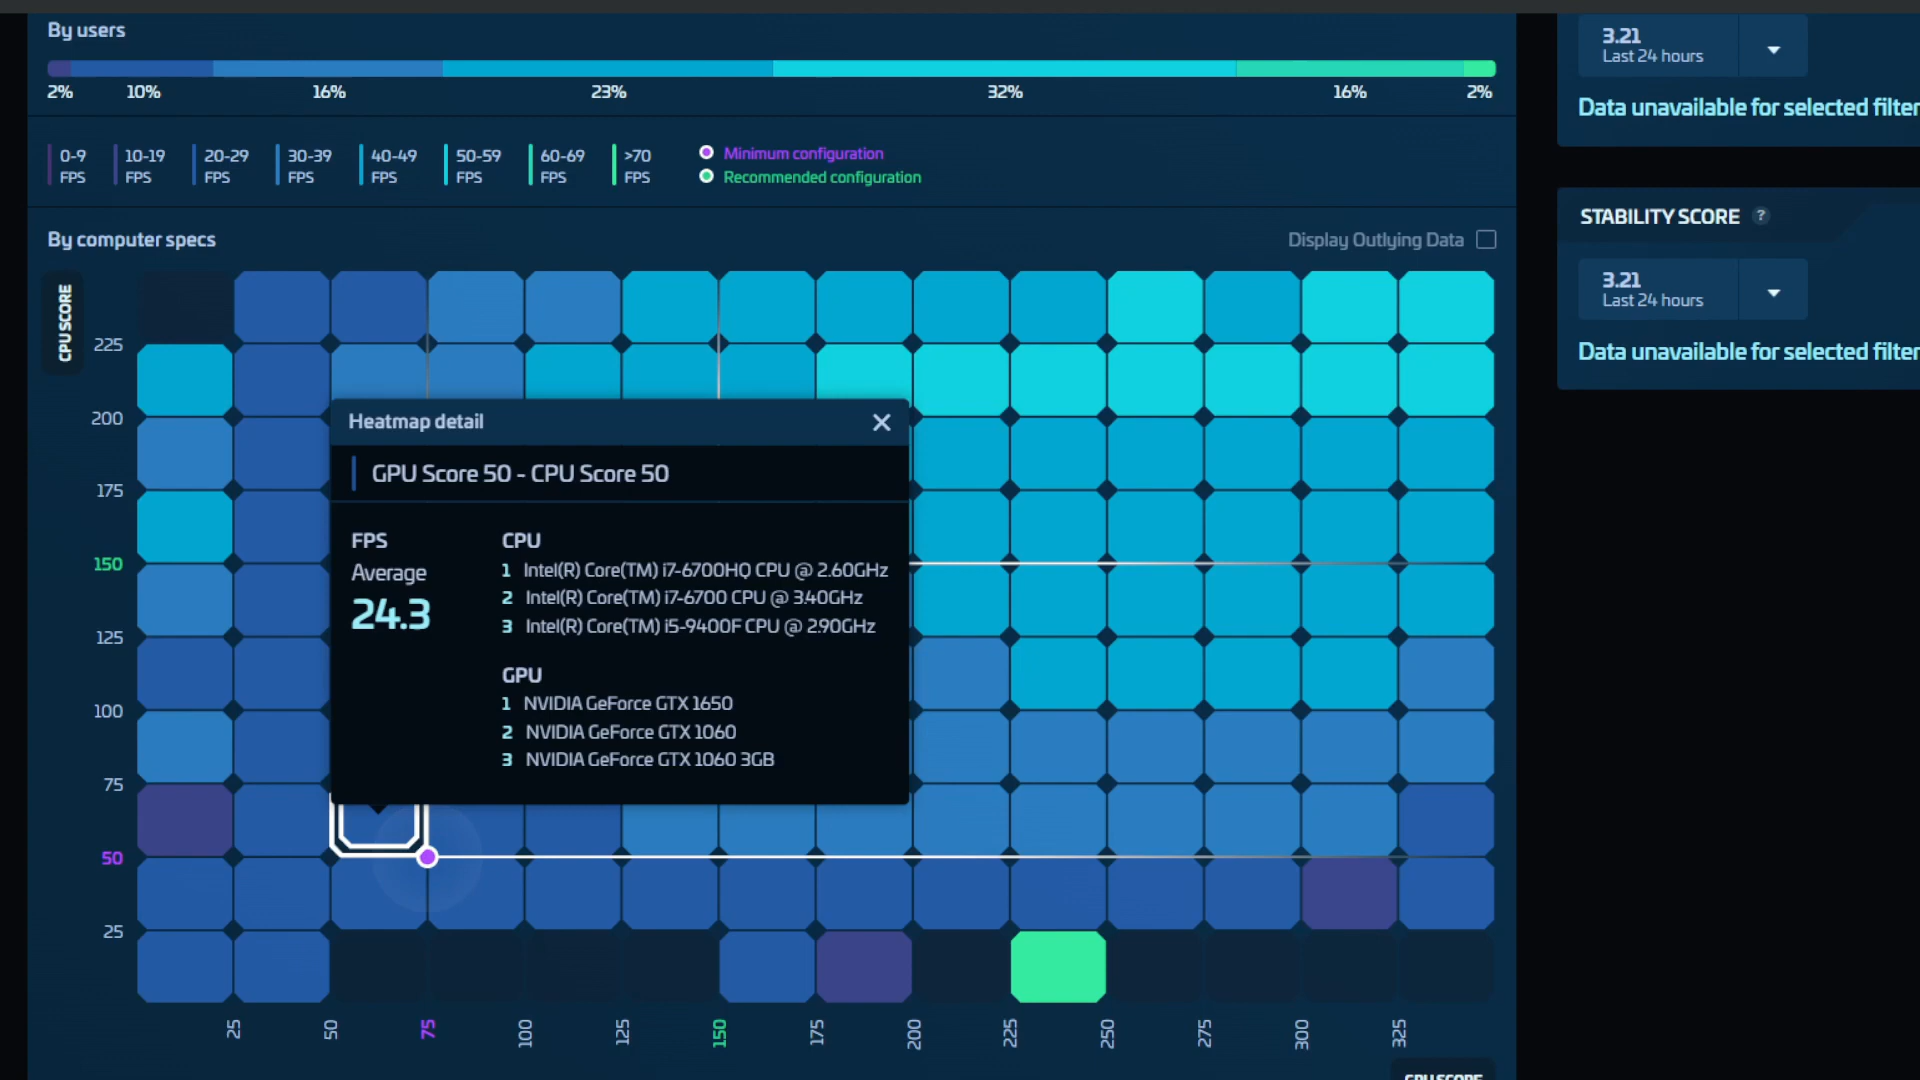 By users
2% 10% 16% 23% 32% 16% 2%
0-9 FPS
10-19 FPS
20-29 FPS
30-39 FPS
40-49 FPS
50-59 FPS
60-69 FPS
>70 FPS
Minimum configuration
Recommended configuration
By computer specs
Display Outlying Data
CPU SCORE
225
200
175
150
125
100
75
50
25
Heatmap detail
GPU Score 50 - CPU Score 50
FPS
Average
24.3
CPU
1 Intel(R) Core(TM) i7-6700HQ CPU @ 2.60GHz
2 Intel(R) Core(TM) i7-6700 CPU @ 3.40GHz
3 Intel(R) Core(TM) i5-9400F CPU @ 2.90GHz
GPU
1 NVIDIA GeForce GTX 1650
2 NVIDIA GeForce GTX 1060
3 NVIDIA GeForce GTX 1060 3GB
25 50 75 100 125 150 175 200 225 250 275 300 325
GPU SCORE
3.21
Last 24 hours
Data unavailable for selected filter
STABILITY SCORE ?
3.21
Last 24 hours
Data unavailable for selected filter